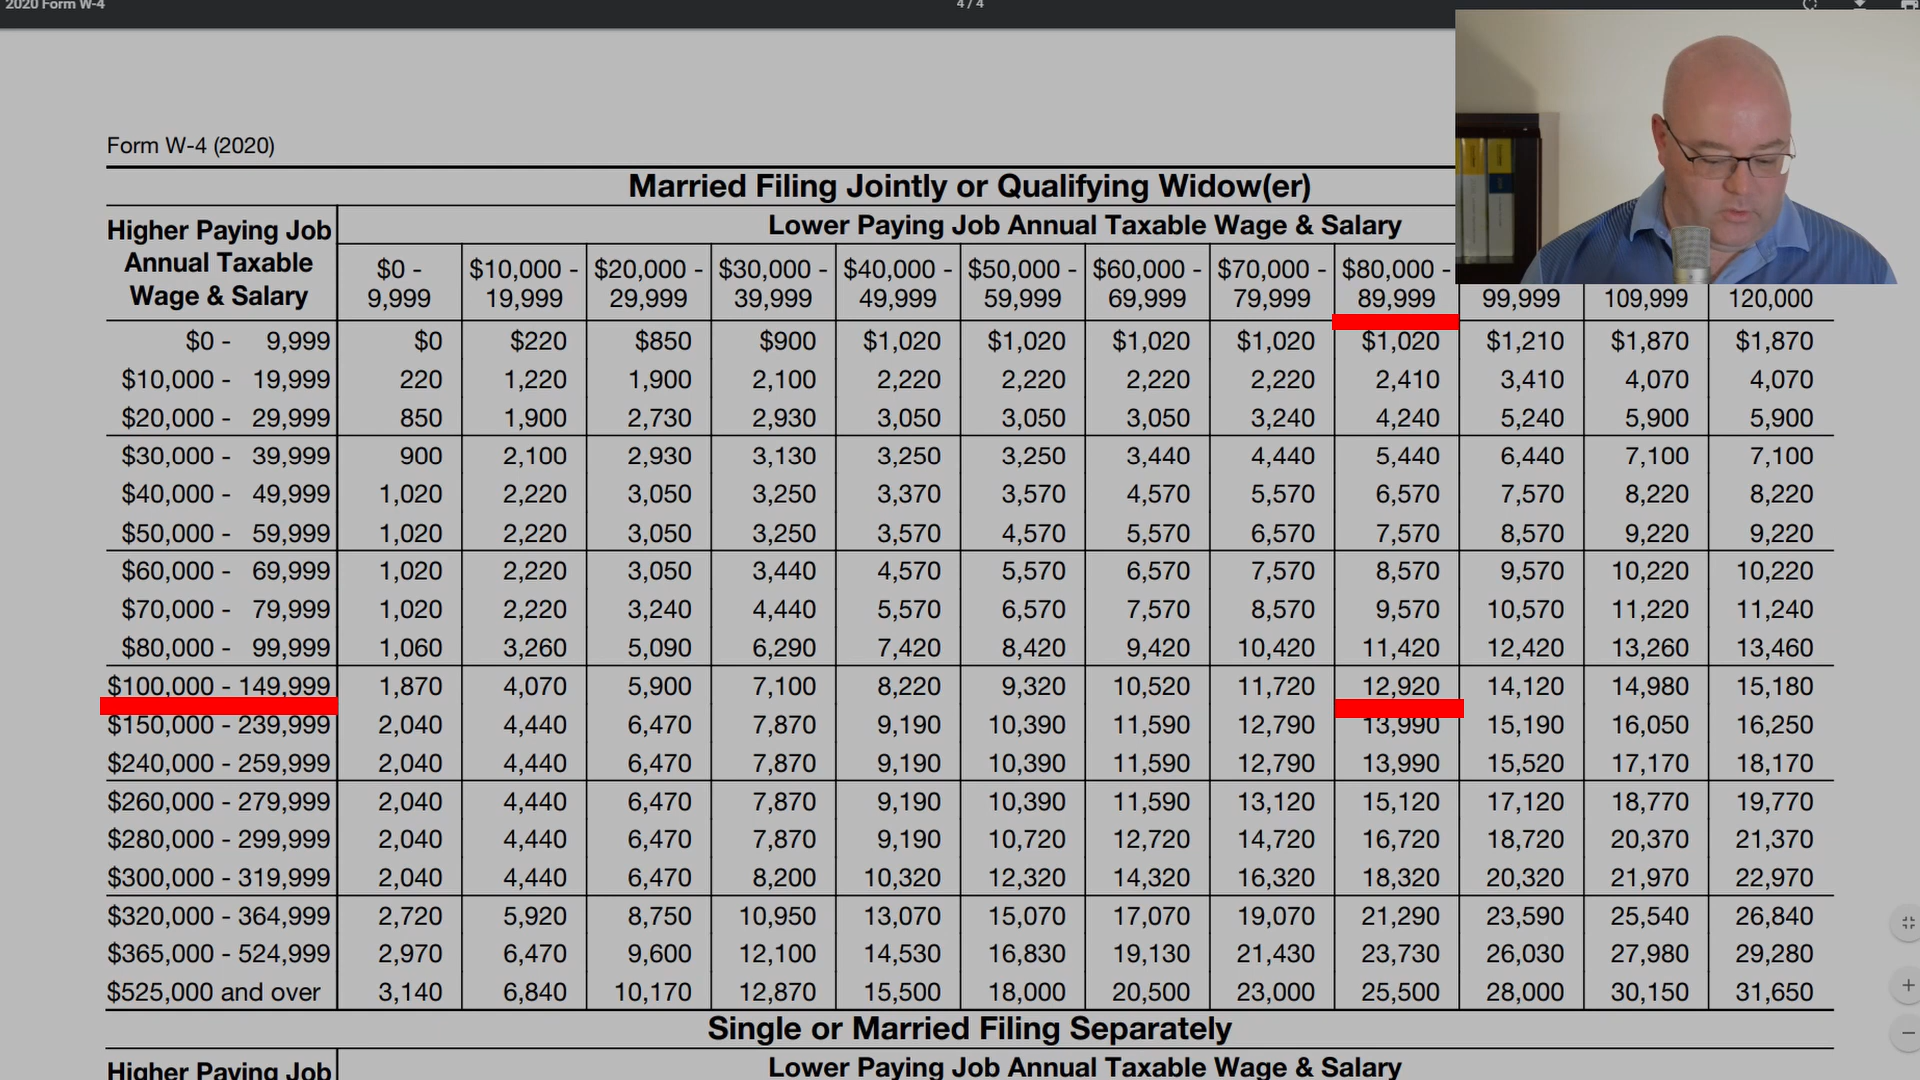 2020 Form W-4
4 / 4
Form W-4 (2020)
Married Filing Jointly or Qualifying Widow(er)
Higher Paying Job Annual Taxable Wage & Salary
Lower Paying Job Annual Taxable Wage & Salary
$0 - 9,999 $10,000 - 19,999 $20,000 - 29,999 $30,000 - 39,999 $40,000 - 49,999 $50,000 - 59,999 $60,000 - 69,999 $70,000 - 79,999 $80,000 - 89,999 99,999 109,999 120,000
$0 - 9,999 $0 $220 $850 $900 $1,020 $1,020 $1,020 $1,020 $1,020 $1,210 $1,870 $1,870
$10,000 - 19,999 220 1,220 1,900 2,100 2,220 2,220 2,220 2,220 2,410 3,410 4,070 4,070
$20,000 - 29,999 850 1,900 2,730 2,930 3,050 3,050 3,050 3,240 4,240 5,240 5,900 5,900
$30,000 - 39,999 900 2,100 2,930 3,130 3,250 3,250 3,440 4,440 5,440 6,440 7,100 7,100
$40,000 - 49,999 1,020 2,220 3,050 3,250 3,370 3,570 4,570 5,570 6,570 7,570 8,220 8,220
$50,000 - 59,999 1,020 2,220 3,050 3,250 3,570 4,570 5,570 6,570 7,570 8,570 9,220 9,220
$60,000 - 69,999 1,020 2,220 3,050 3,440 4,570 5,570 6,570 7,570 8,570 9,570 10,220 10,220
$70,000 - 79,999 1,020 2,220 3,240 4,440 5,570 6,570 7,570 8,570 9,570 10,570 11,220 11,240
$80,000 - 99,999 1,060 3,260 5,090 6,290 7,420 8,420 9,420 10,420 11,420 12,420 13,260 13,460
$100,000 - 149,999 1,870 4,070 5,900 7,100 8,220 9,320 10,520 11,720 12,920 14,120 14,980 15,180
$150,000 - 239,999 2,040 4,440 6,470 7,870 9,190 10,390 11,590 12,790 13,990 15,190 16,050 16,250
$240,000 - 259,999 2,040 4,440 6,470 7,870 9,190 10,390 11,590 12,790 13,990 15,520 17,170 18,170
$260,000 - 279,999 2,040 4,440 6,470 7,870 9,190 10,390 11,590 13,120 15,120 17,120 18,770 19,770
$280,000 - 299,999 2,040 4,440 6,470 7,870 9,190 10,720 12,720 14,720 16,720 18,720 20,370 21,370
$300,000 - 319,999 2,040 4,440 6,470 8,200 10,320 12,320 14,320 16,320 18,320 20,320 21,970 22,970
$320,000 - 364,999 2,720 5,920 8,750 10,950 13,070 15,070 17,070 19,070 21,290 23,590 25,540 26,840
$365,000 - 524,999 2,970 6,470 9,600 12,100 14,530 16,830 19,130 21,430 23,730 26,030 27,980 29,280
$525,000 and over 3,140 6,840 10,170 12,870 15,500 18,000 20,500 23,000 25,500 28,000 30,150 31,650
Single or Married Filing Separately
Higher Paying Job
Lower Paying Job Annual Taxable Wage & Salary